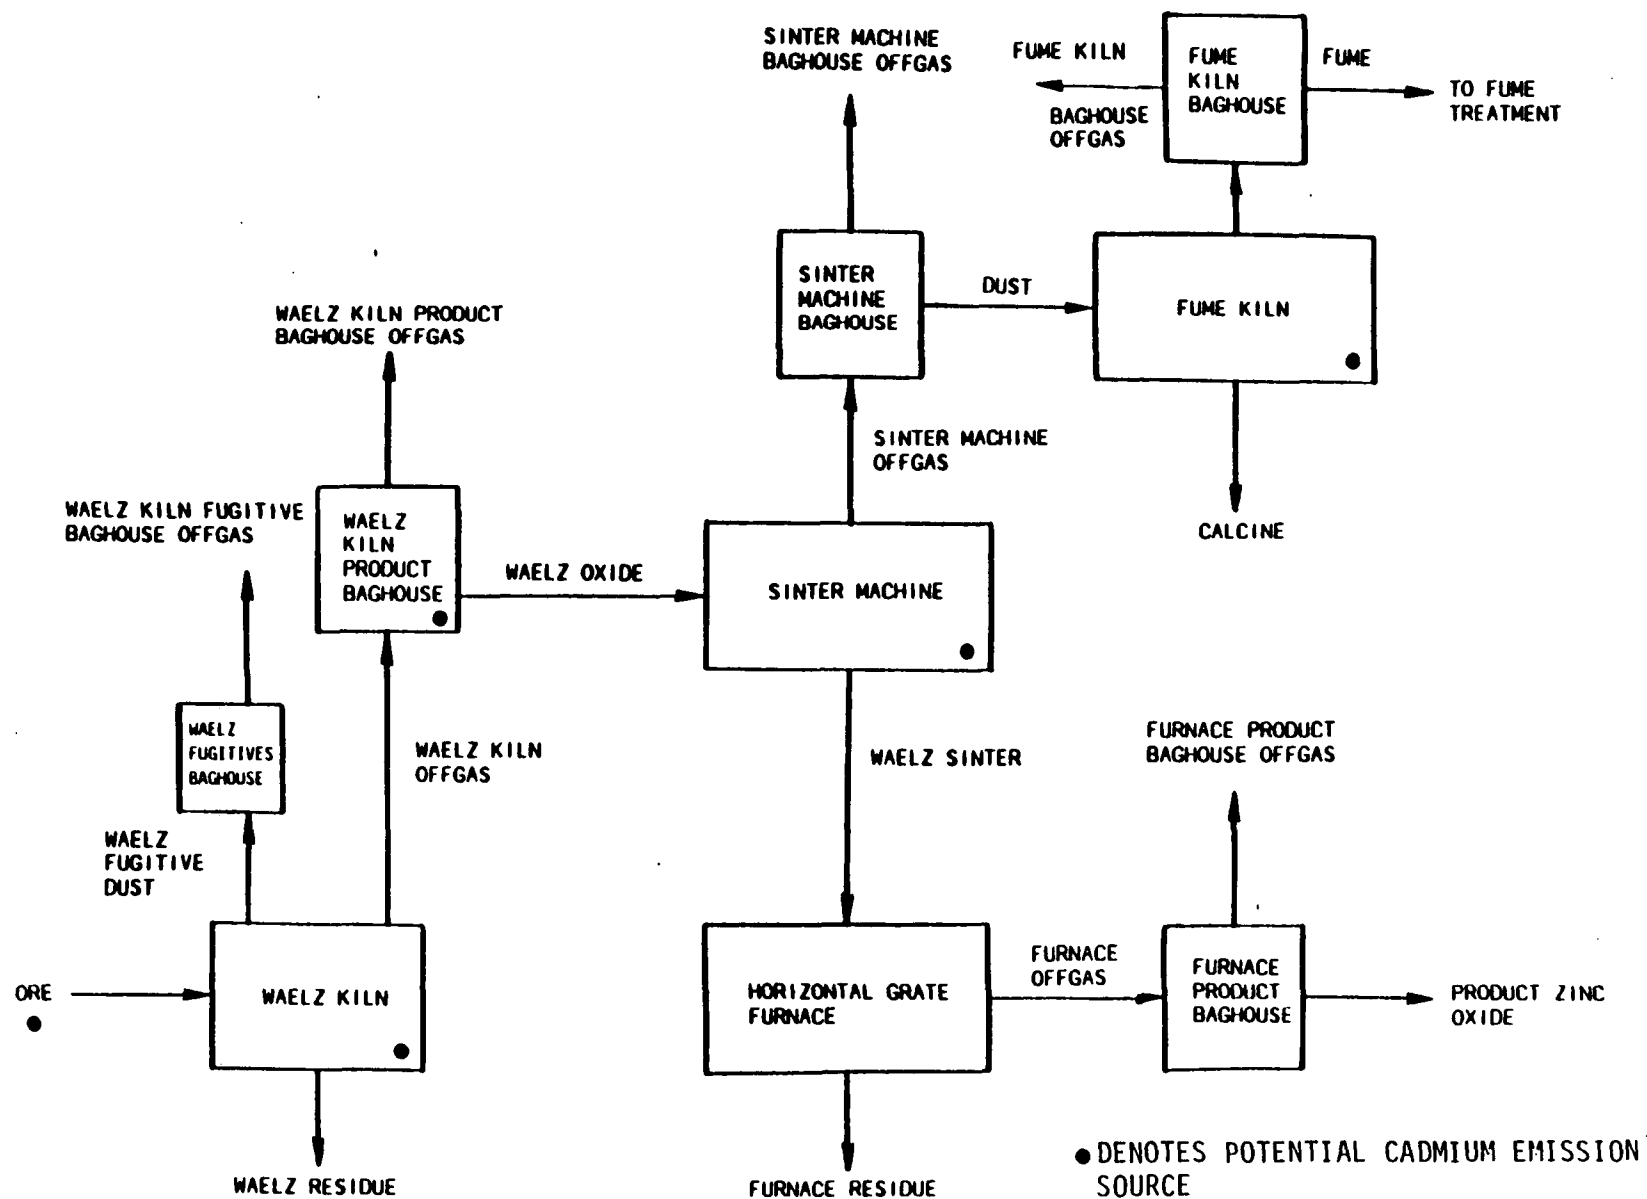 SINTER MACHINE
BAGHOUSE OFFGAS
FUME KILN
BAGHOUSE
OFFGAS
FUME
KILN
BAGHOUSE
FUME
TO FUME
TREATMENT
SINTER
MACHINE
BAGHOUSE
DUST
FUME KILN
WAELZ KILN PRODUCT
BAGHOUSE OFFGAS
SINTER MACHINE
OFFGAS
CALCINE
WAELZ KILN FUGITIVE
BAGHOUSE OFFGAS
WAELZ
KILN
PRODUCT
BAGHOUSE
WAELZ OXIDE
SINTER MACHINE
WAELZ
FUGITIVES
BAGHOUSE
WAELZ KILN
OFFGAS
WAELZ SINTER
FURNACE PRODUCT
BAGHOUSE OFFGAS
WAELZ
FUGITIVE
DUST
ORE
WAELZ KILN
HORIZONTAL GRATE
FURNACE
FURNACE
OFFGAS
FURNACE
PRODUCT
BAGHOUSE
PRODUCT ZINC
OXIDE
WAELZ RESIDUE
FURNACE RESIDUE
● DENOTES POTENTIAL CADMIUM EMISSION
SOURCE